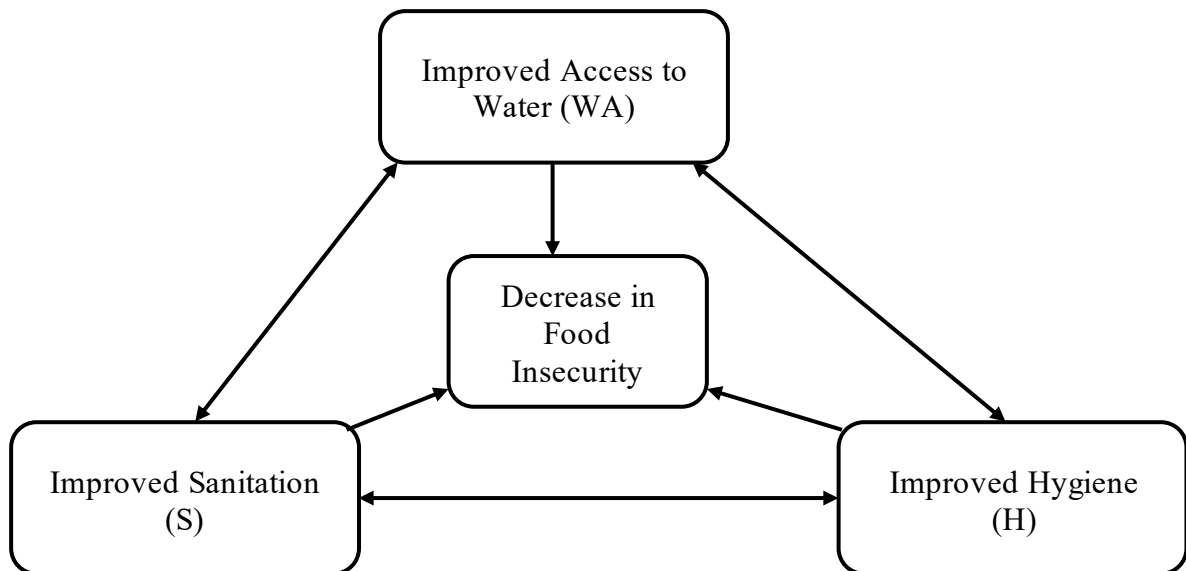 Improved Access to
Water (WA)
Decrease in
Food
Insecurity
Improved Sanitation
(S)
Improved Hygiene
(H)